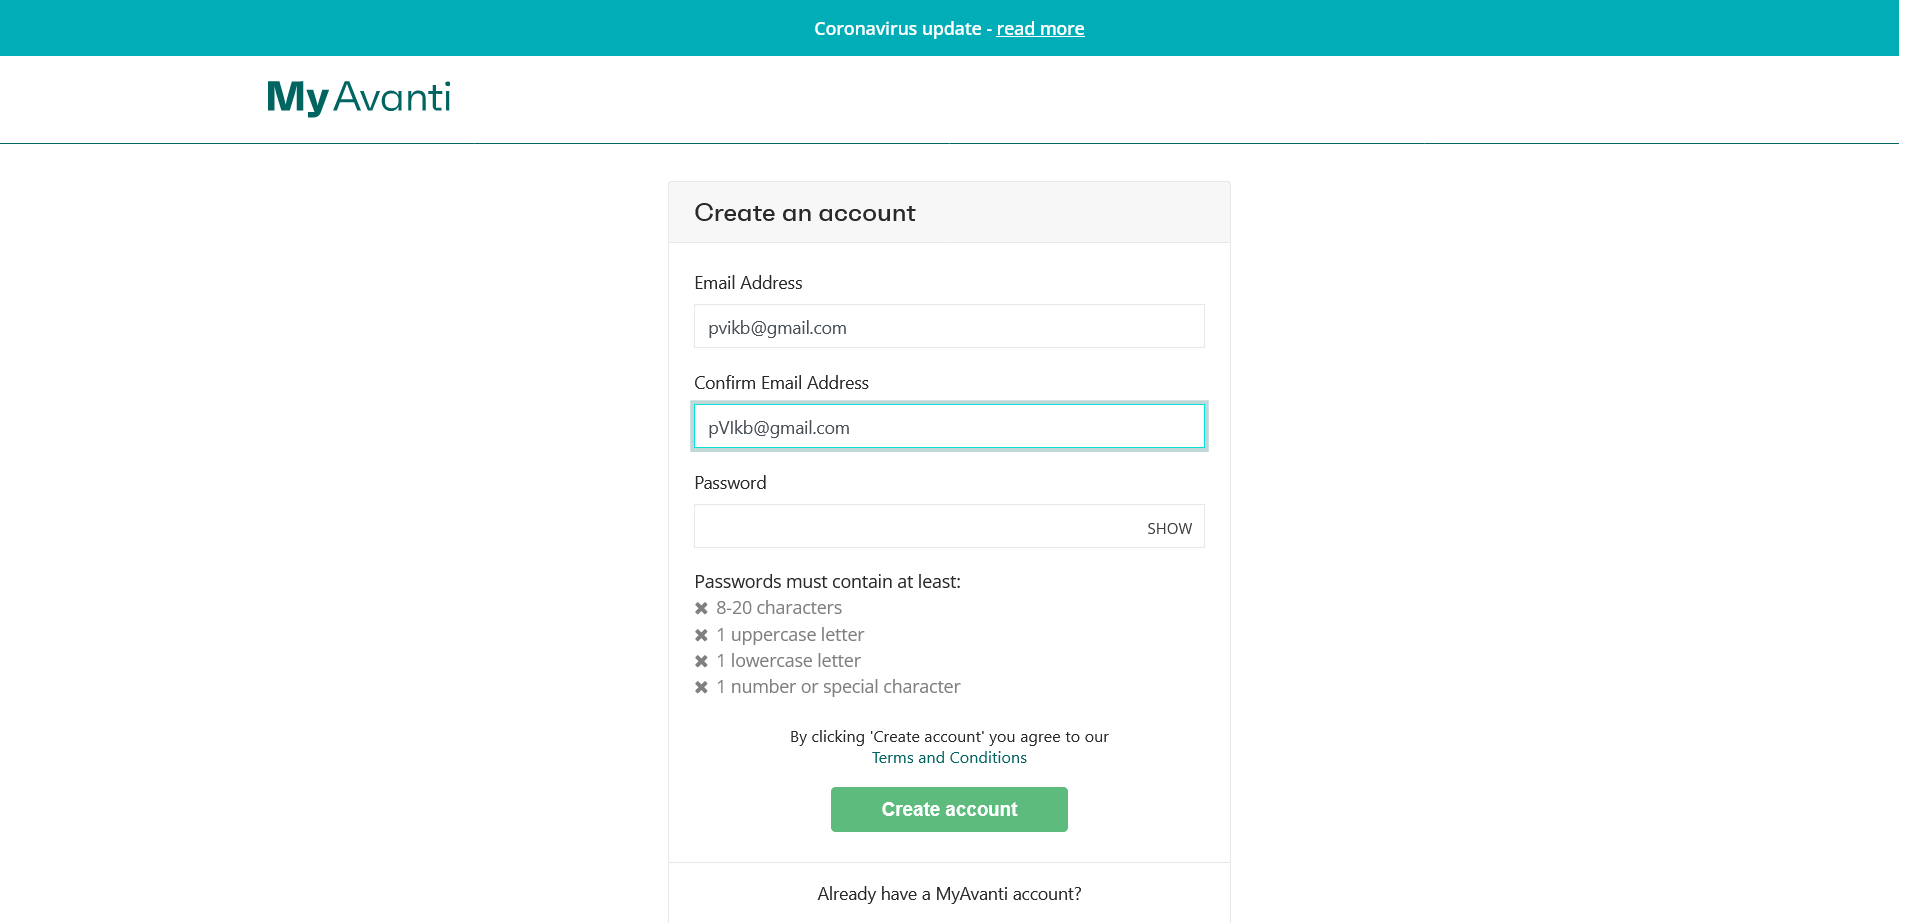 Coronavirus update - read more
My Avanti
Create an account
Email Address
pvikb@gmail.com
Confirm Email Address
pVIkb@gmail.com
Password
SHOW
Passwords must contain at least:
✖ 8-20 characters
✖ 1 uppercase letter
✖ 1 lowercase letter
✖ 1 number or special character
By clicking 'Create account' you agree to our
Terms and Conditions
Create account
Already have a MyAvanti account?